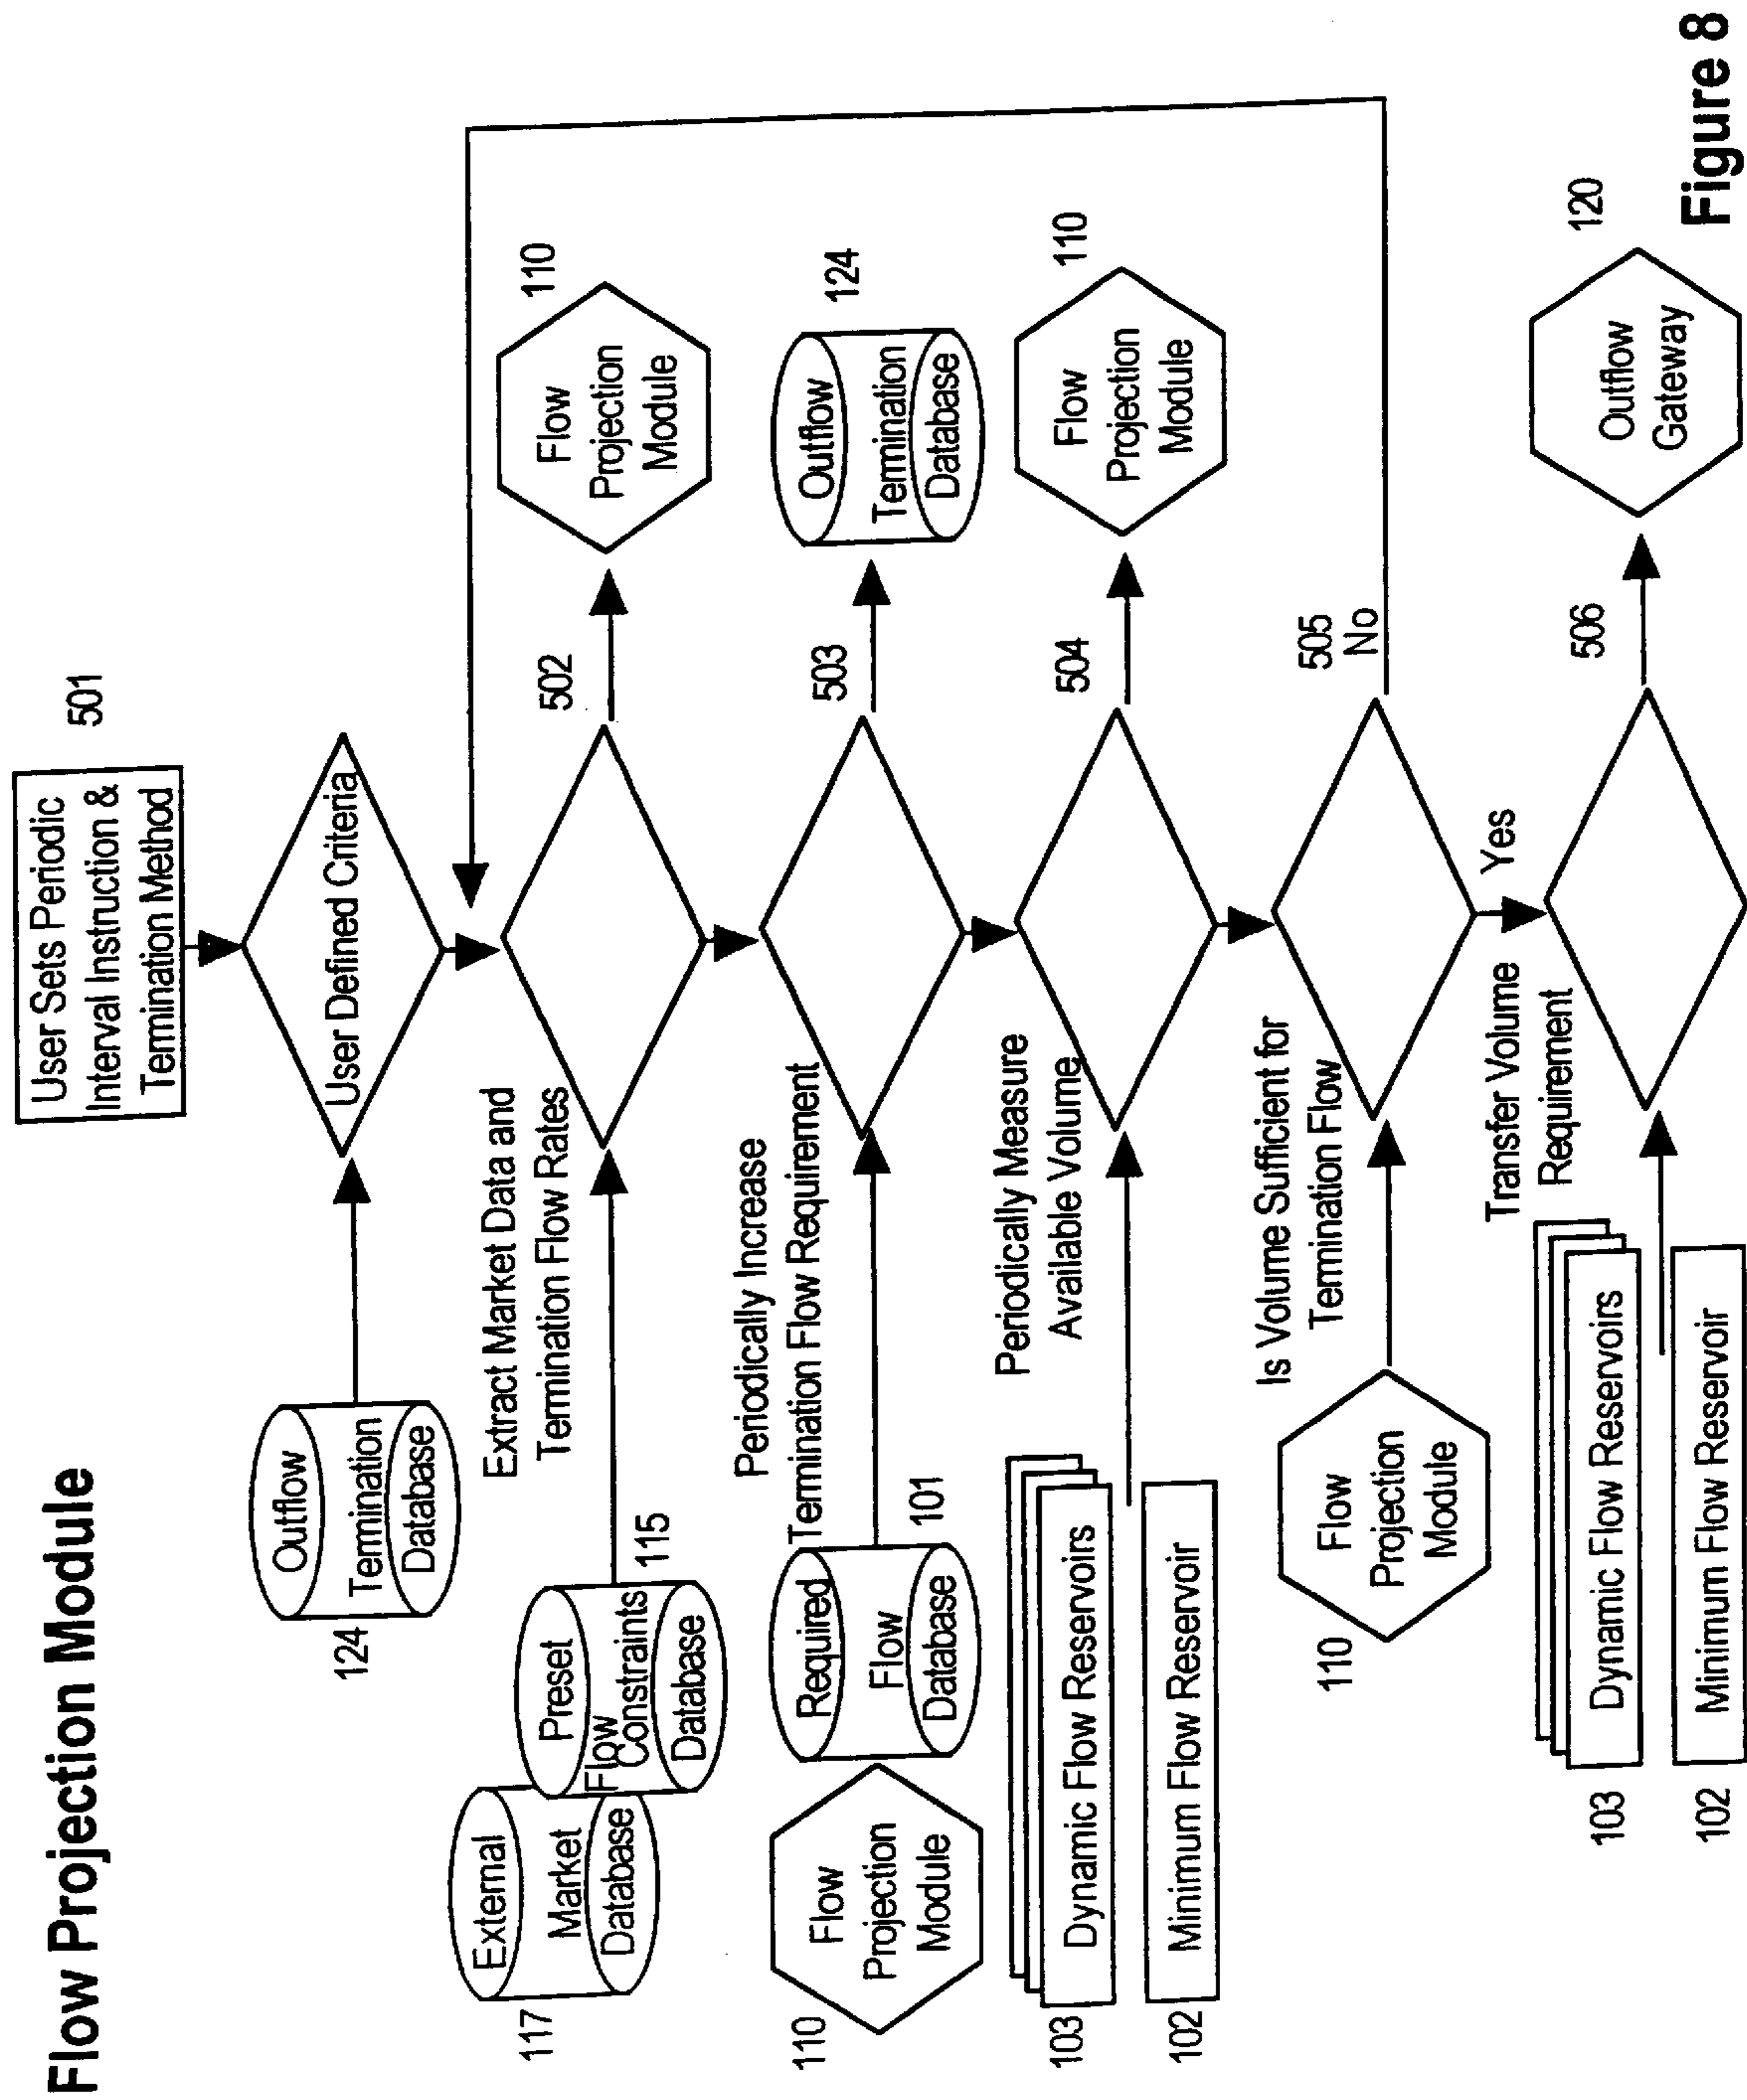 Flow Projection Module
User Sets Periodic
Interval Instruction &
Termination Method
501
Outflow
Termination
Database
124
User Defined Criteria
External
Market
Database
117
Preset
Flow
Constraints
Database
115
Extract Market Data and
Termination Flow Rates
502
Flow
Projection
Module
110
Flow
Projection
Module
110
Required
Flow
Database
101
Periodically Increase
Termination Flow Requirement
503
Outflow
Termination
Database
124
103
Dynamic Flow Reservoirs
102
Minimum Flow Reservoir
Periodically Measure
Available Volume
504
Flow
Projection
Module
110
110
Flow
Projection
Module
Is Volume Sufficient for
Termination Flow
505
No
Yes
103
Dynamic Flow Reservoirs
102
Minimum Flow Reservoir
Transfer Volume
Requirement
506
Outflow
Gateway
120
Figure 8